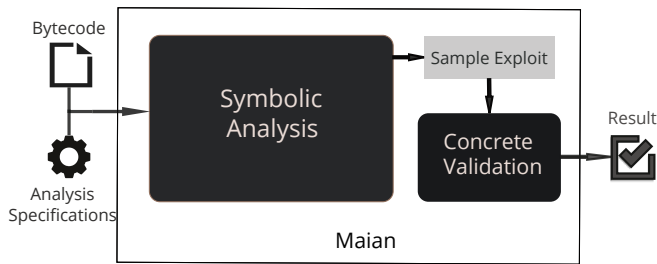 Bytecode
Analysis
Specifications
Symbolic
Analysis
Sample Exploit
Concrete
Validation
Result
Maian